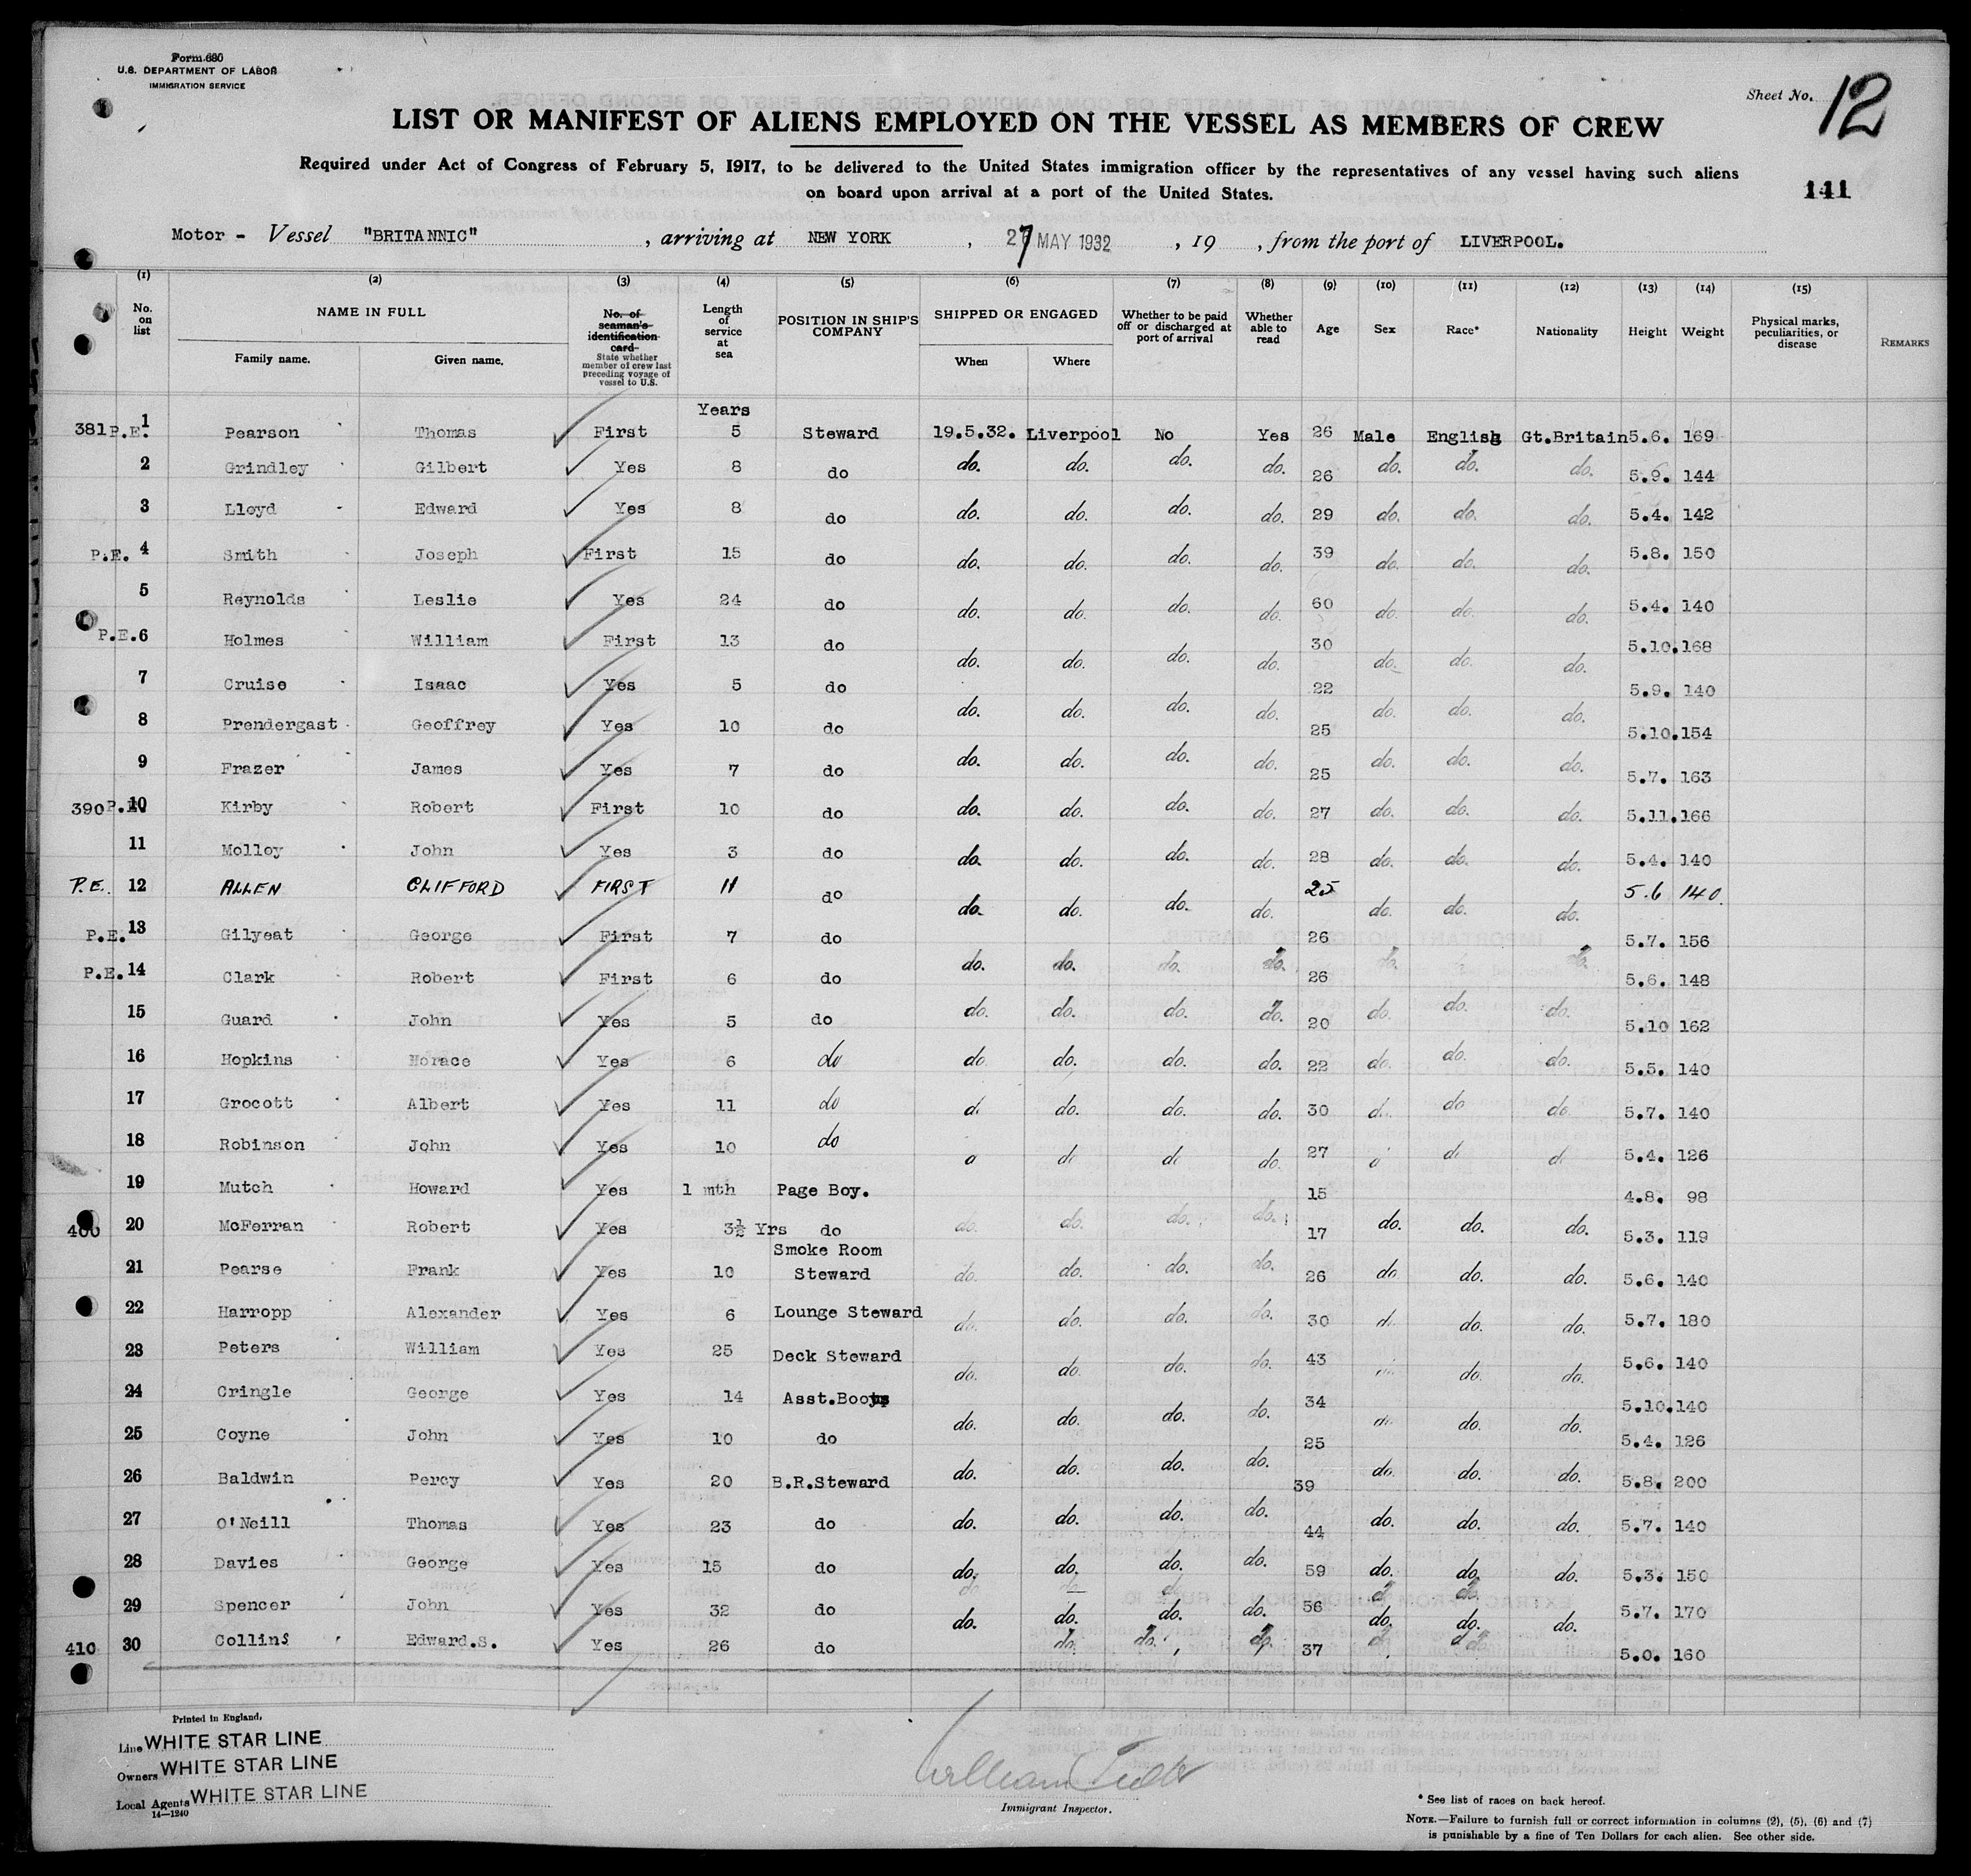 Form 680
U.S. DEPARTMENT OF LABOR
IMMIGRATION SERVICE
Sheet No. 12
LIST OR MANIFEST OF ALIENS EMPLOYED ON THE VESSEL AS MEMBERS OF CREW
Required under Act of Congress of February 5, 1917, to be delivered to the United States immigration officer by the representatives of any vessel having such aliens
on board upon arrival at a port of the United States.
141
Motor - Vessel "BRITANNIC", arriving at NEW YORK, 27 MAY 1932, 19 , from the port of LIVERPOOL.
(1) (2) (3) (4) (5) (6) (7) (8) (9) (10) (11) (12) (13) (14) (15)
No. on list NAME IN FULL Family name. Given name. No. of seaman's identification card State whether member of crew last preceding voyage of vessel to U.S. Length of service at sea POSITION IN SHIP'S COMPANY SHIPPED OR ENGAGED When Where Whether to be paid off or discharged at port of arrival Whether able to read Age Sex Race* Nationality Height Weight Physical marks, peculiarities, or disease REMARKS
Years
381 P.E. 1 Pearson Thomas First 5 Steward 19.5.32. Liverpool No Yes 26 Male English Gt.Britain 5.6. 169
2 Grindley Gilbert Yes 8 do do. do. do. do. 26 do. do. do. 5.9. 144
3 Lloyd Edward Yes 8 do do. do. do. do. 29 do. do. do. 5.4. 142
P.E. 4 Smith Joseph First 15 do do. do. do. do. 39 do. do. do. 5.8. 150
5 Reynolds Leslie Yes 24 do do. do. do. do. 60 do. do. do. 5.4. 140
P.E. 6 Holmes William First 13 do do. do. do. do. 30 do. do. do. 5.10. 168
7 Cruise Isaac Yes 5 do do. do. do. do. 22 do. do. do. 5.9. 140
8 Prendergast Geoffrey Yes 10 do do. do. do. do. 25 do. do. do. 5.10. 154
9 Frazer James Yes 7 do do. do. do. do. 25 do. do. do. 5.7. 163
390 P.E. 10 Kirby Robert First 10 do do. do. do. do. 27 do. do. do. 5.11. 166
11 Molloy John Yes 3 do do. do. do. do. 28 do. do. do. 5.4. 140
P.E. 12 ALLEN CLIFFORD FIRST 11 do do. do. do. do. 25 do. do. do. 5.6 140.
P.E. 13 Gilyeat George First 7 do do. do. do. do. 26 do. do. 5.7. 156
P.E. 14 Clark Robert First 6 do do. do. do. do. 26 do. do. do. 5.6. 148
15 Guard John Yes 5 do do. do. do. do. 20 do. do. do. 5.10 162
16 Hopkins Horace Yes 6 do do. do. do. do. 22 do. do. do. 5.5. 140
17 Grocott Albert Yes 11 do do. do. do. 30 do do 5.7. 140
18 Robinson John Yes 10 do do. 27 5.4. 126
19 Mutch Howard Yes 1 mth Page Boy. 15 4.8. 98
400 20 McFerran Robert Yes 3½ Yrs do do. do. do. do. 17 do. do. do. 5.3. 119
21 Pearse Frank Yes 10 Smoke Room Steward do. do. do. do. 26 do do. do. 5.6. 140
22 Harropp Alexander Yes 6 Lounge Steward do. do. do. do. 30 do. do. 5.7. 180
23 Peters William Yes 25 Deck Steward do. do. do. do. 43 do. do. 5.6. 140
24 Cringle George Yes 14 Asst.Boots do. do. do. do. 34 do. do. do. 5.10. 140
25 Coyne John Yes 10 do do. do. do. do. 25 do. do. do. 5.4. 126
26 Baldwin Percy Yes 20 B.R.Steward do. do. do. do. 39 do. do. do. 5.8. 200
27 O'Neill Thomas Yes 23 do do. do. do. do. 44 do. do. do. 5.7. 140
28 Davies George Yes 15 do do. do. do. do. 59 do. do. do. 5.3. 150
29 Spencer John Yes 32 do do. do. do. do. 56 do. do. do. 5.7. 170
410 30 Collins Edward.S. Yes 26 do do. do. do. 37 5.0. 160
Printed in England.
Line WHITE STAR LINE
Owners WHITE STAR LINE
Local Agents WHITE STAR LINE
14—1240
William
Immigrant Inspector.
* See list of races on back hereof.
NOTE.—Failure to furnish full or correct information in columns (2), (5), (6) and (7)
is punishable by a fine of Ten Dollars for each alien. See other side.